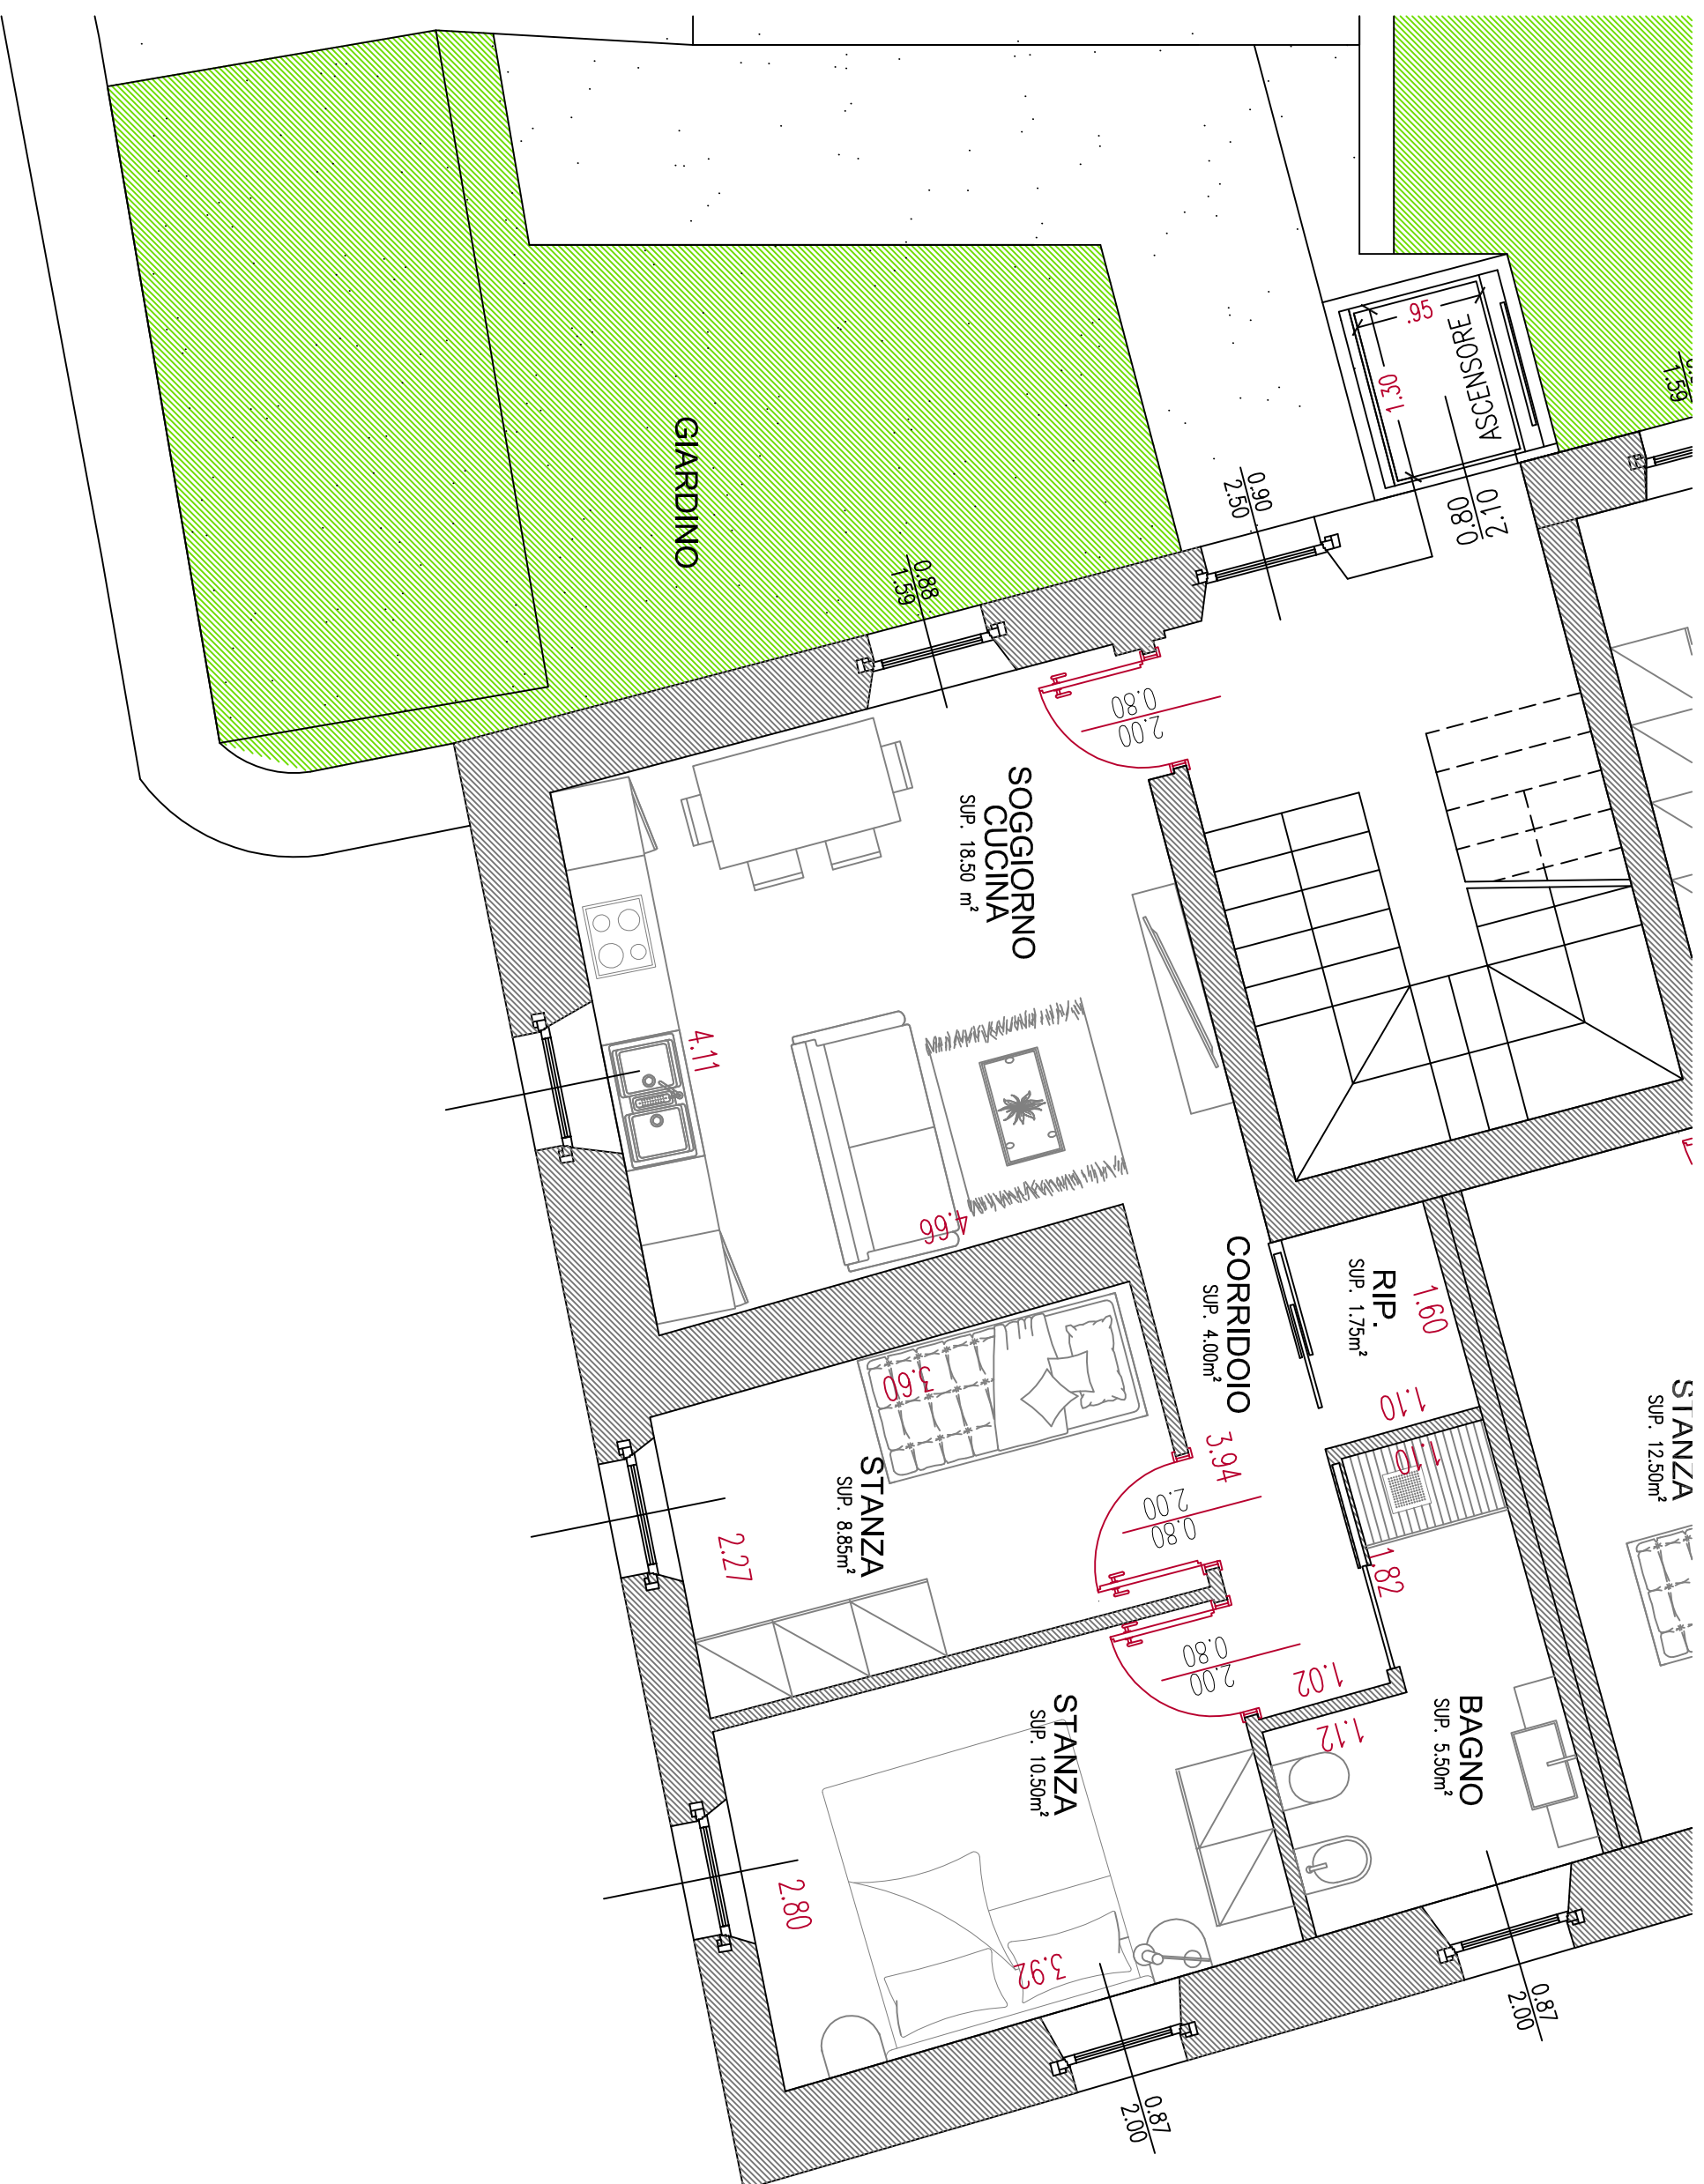 GIARDINO
ASCENSORE
.95
1.30
2.10
0.80
0.90
2.50
0.88
1.59
1.59
2.00
0.80
SOGGIORNO
CUCINA
SUP. 18.50 m²
4.11
4.66
CORRIDOIO
SUP. 4.00m²
3.94
RIP.
SUP. 1.75m²
1.60
1.10
1.10
1.82
STANZA
SUP. 12.50m²
STANZA
SUP. 8.85m²
3.60
2.27
2.00
0.80
0.80
2.00
1.02
1.12
BAGNO
SUP. 5.50m²
STANZA
SUP. 10.50m²
2.80
3.92
0.87
2.00
0.87
2.00